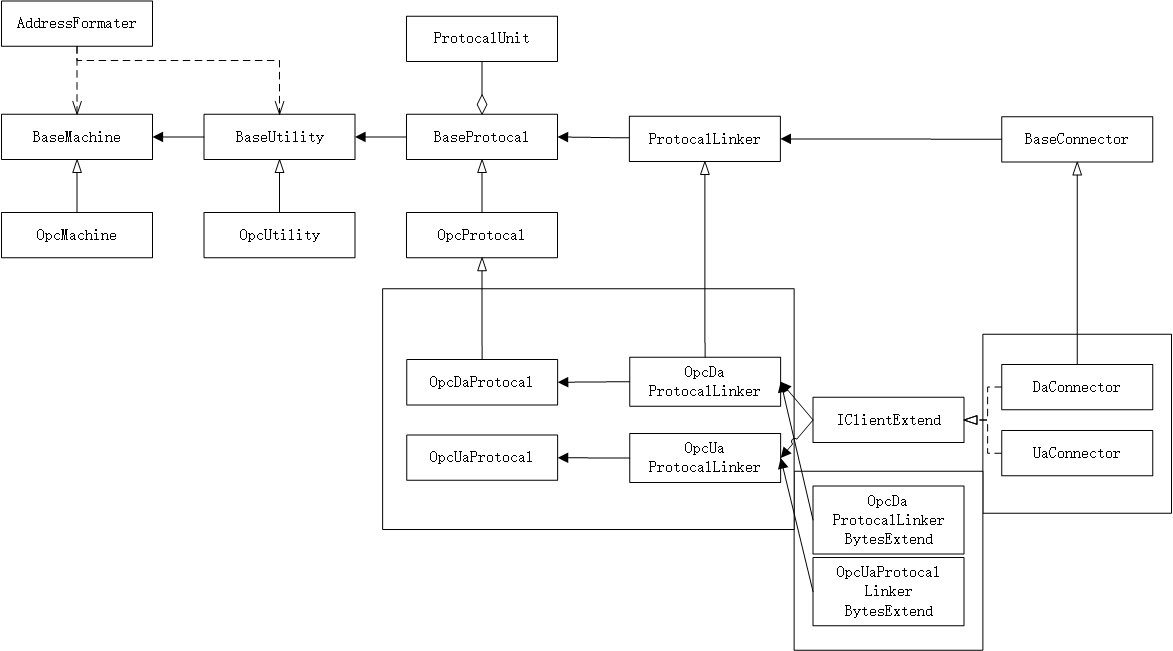 AddressFormater
ProtocalUnit
BaseMachine
BaseUtility
BaseProtocal
ProtocalLinker
BaseConnector
OpcMachine
OpcUtility
OpcProtocal
OpcDaProtocal
OpcDa
ProtocalLinker
DaConnector
IClientExtend
OpcUaProtocal
OpcUa
ProtocalLinker
UaConnector
OpcDa
ProtocalLinker
BytesExtend
OpcUaProtocal
Linker
BytesExtend